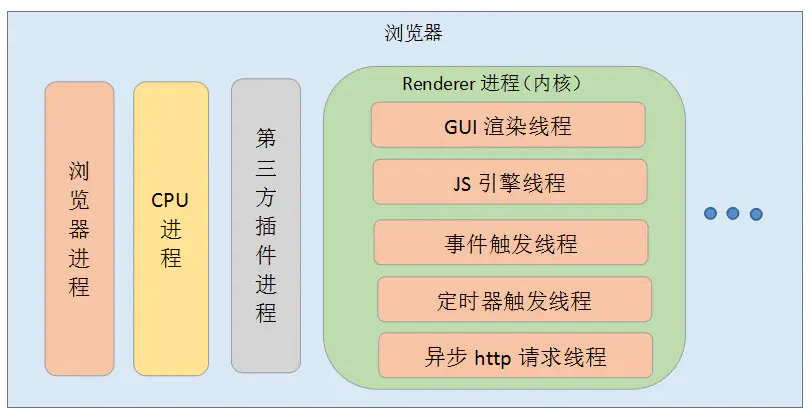 浏览器
浏览器进程
CPU
进程
第三方插件进程
Renderer 进程（内核）
GUI 渲染线程
JS 引擎线程
事件触发线程
定时器触发线程
异步 http 请求线程